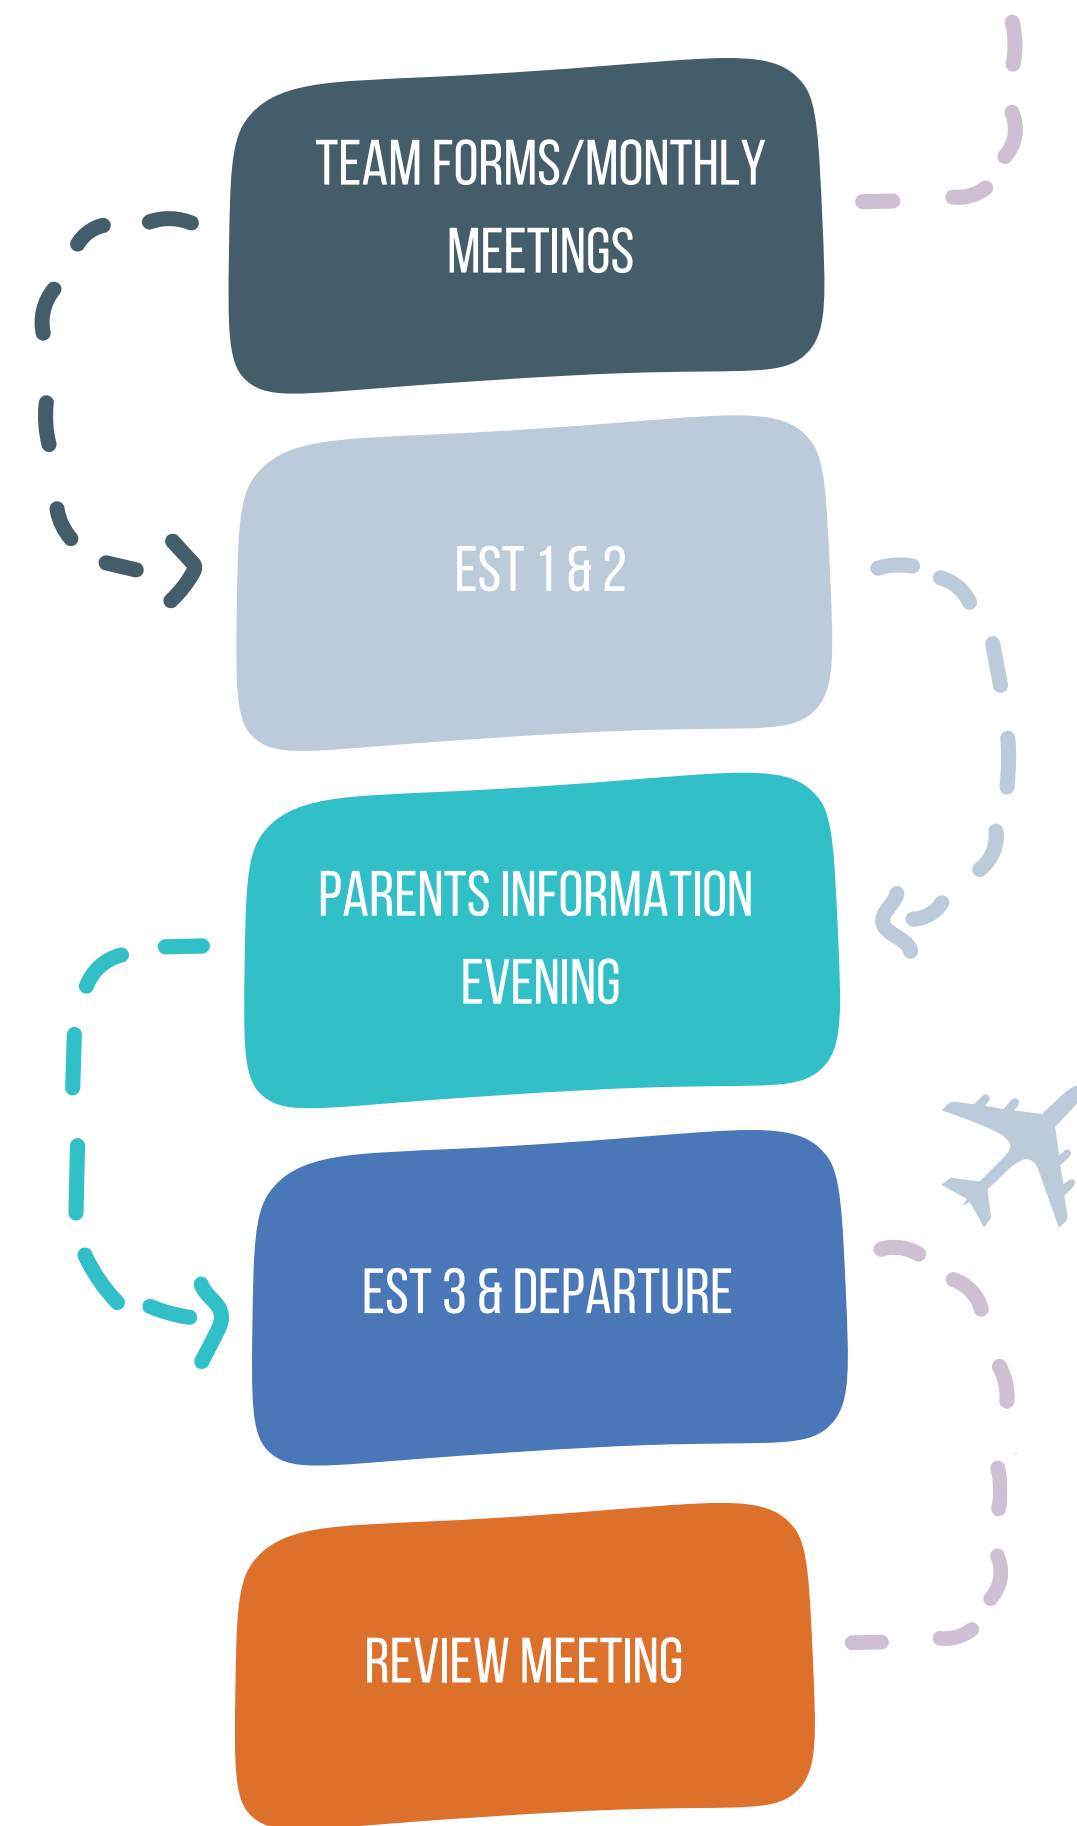 TEAM FORMS/MONTHLY
MEETINGS
EST 1 & 2
PARENTS INFORMATION
EVENING
EST 3 & DEPARTURE
REVIEW MEETING